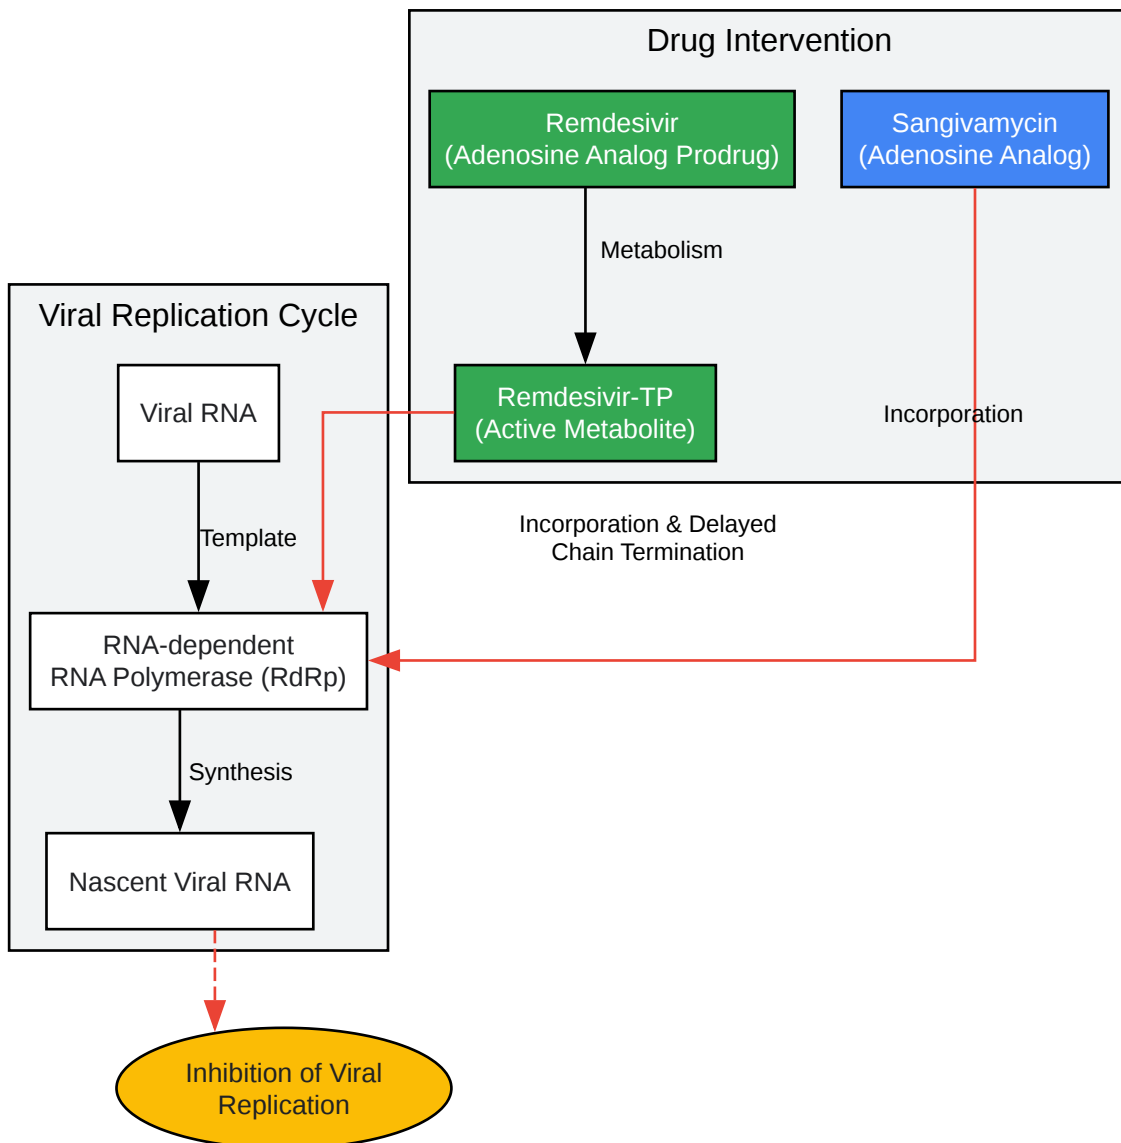 Drug Intervention
Remdesivir
(Adenosine Analog Prodrug)
Sangivamycin
(Adenosine Analog)
Metabolism
Viral Replication Cycle
Viral RNA
Remdesivir-TP
(Active Metabolite)
Incorporation
Template
Incorporation & Delayed
Chain Termination
RNA-dependent
RNA Polymerase (RdRp)
Synthesis
Nascent Viral RNA
Inhibition of Viral
Replication